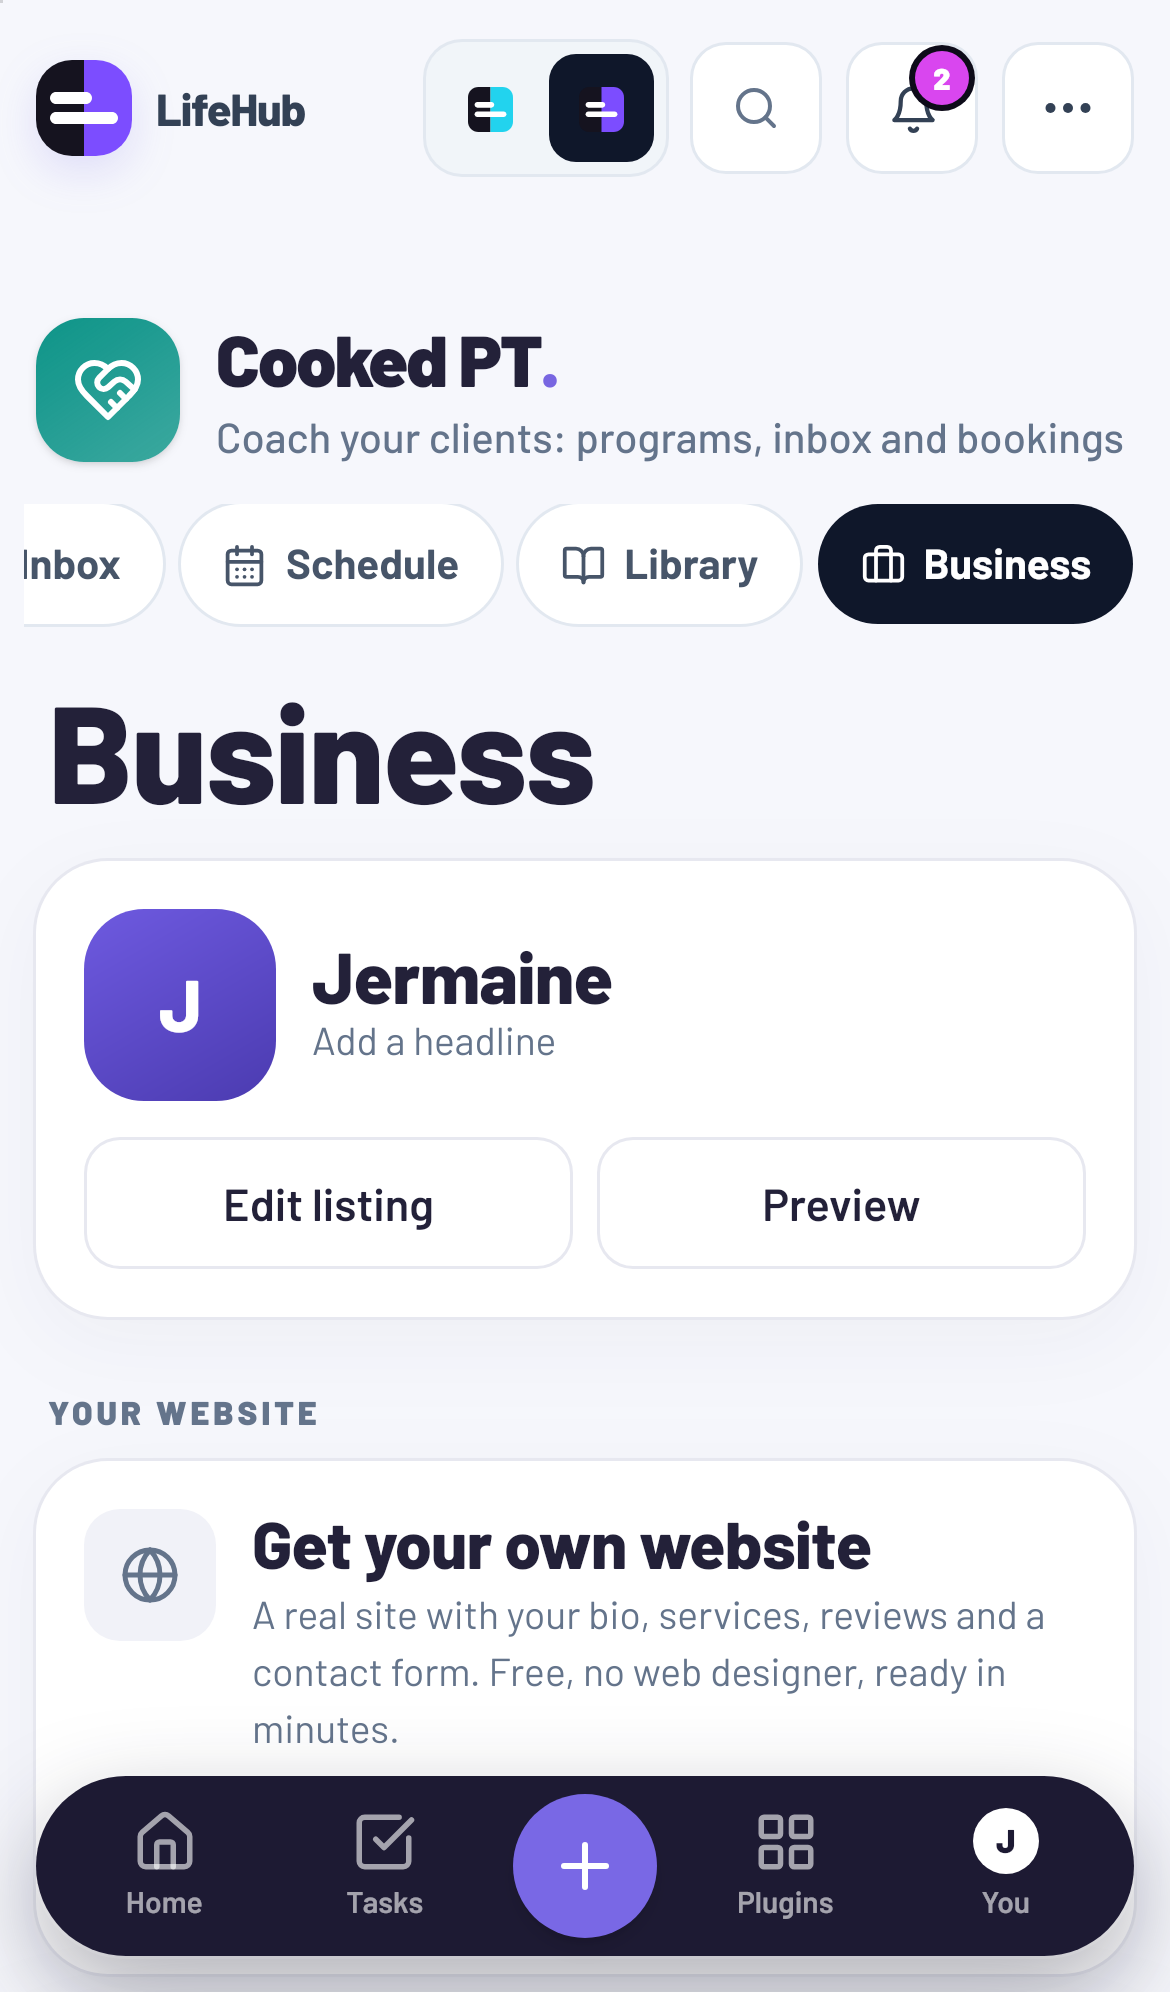 LifeHub
2
Cooked PT.
Coach your clients: programs, inbox and bookings
Inbox
Schedule
Library
Business
Business
J
Jermaine
Add a headline
Edit listing
Preview
YOUR WEBSITE
Get your own website
A real site with your bio, services, reviews and a
contact form. Free, no web designer, ready in
minutes.
Home
Tasks
Plugins
J
You